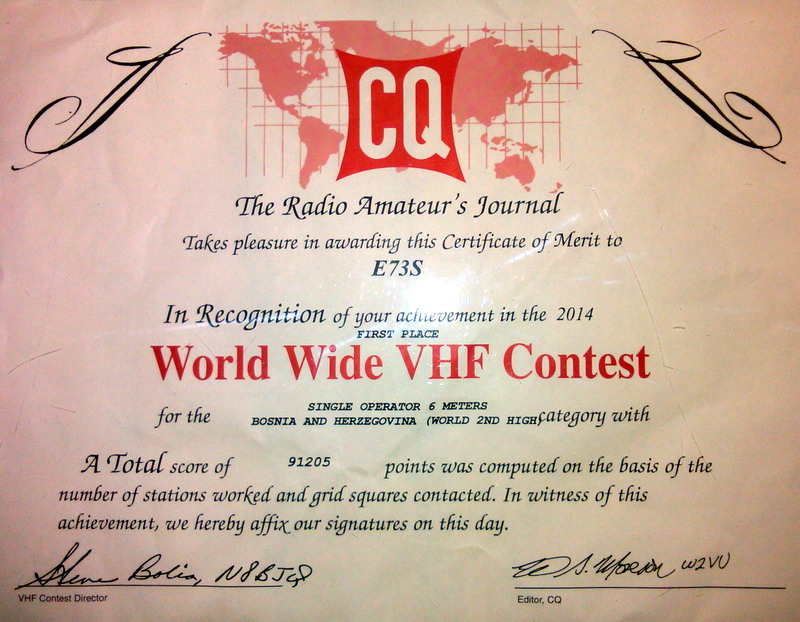 CQ
The Radio Amateur's Journal
Takes pleasure in awarding this Certificate of Merit to
E73S
In Recognition of your achievement in the 2014
FIRST PLACE
World Wide VHF Contest
SINGLE OPERATOR 6 METERS
for the BOSNIA AND HERZEGOVINA (WORLD 2ND HIGH category with
A Total score of 91205 points was computed on the basis of the
number of stations worked and grid squares contacted. In witness of this
achievement, we hereby affix our signatures on this day.
Steve Bolia, N8BJQ
W2VU
VHF Contest Director
Editor, CQ